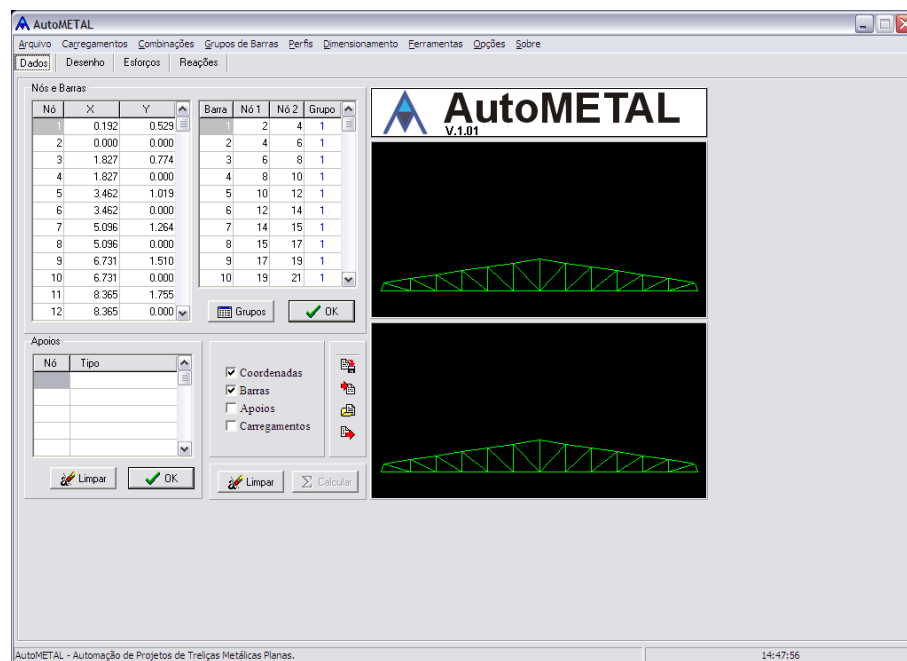 AutoMETAL
Arquivo Carregamentos Combinações Grupos de Barras Perfis Dimensionamento Ferramentas Opções Sobre
Dados Desenho Esforços Reações
Nós e Barras
Nó X Y
1 0.192 0.529
2 0.000 0.000
3 1.827 0.774
4 1.827 0.000
5 3.462 1.019
6 3.462 0.000
7 5.096 1.264
8 5.096 0.000
9 6.731 1.510
10 6.731 0.000
11 8.365 1.755
12 8.365 0.000
Barra Nó 1 Nó 2 Grupo
1 2 4 1
2 4 6 1
3 6 8 1
4 8 10 1
5 10 12 1
6 12 14 1
7 14 15 1
8 15 17 1
9 17 19 1
10 19 21 1
Grupos OK
AutoMETAL
V.1.01
Apoios
Nó Tipo
Limpar OK
Coordenadas
Barras
Apoios
Carregamentos
Limpar Σ Calcular
AutoMETAL - Automação de Projetos de Treliças Metálicas Planas. 14:47:56